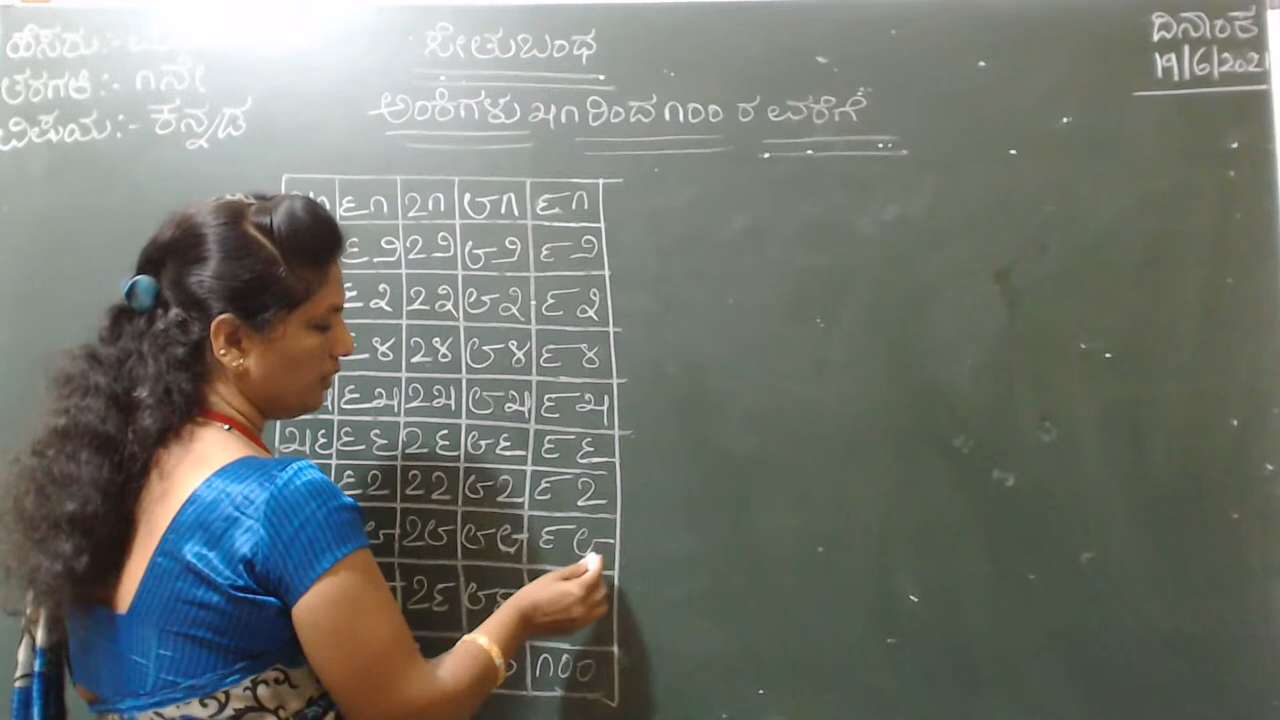 ಹೆಸರು:-
ಸೇತುಬಂಧ
ದಿನಾಂಕ
ತರಗತಿ:- ೧ನೇ
19/6/2021
ಅಂಕಿಗಳು ೫೧ರಿಂದ ೧೦೦ ರ ವರೆಗೆ
ವಿಷಯ:- ಕನ್ನಡ
೬೧ ೭೧ ೮೧ ೯೧
೬೨ ೭೨ ೮೨ ೯೨
೬೩ ೭೩ ೮೩ ೯೩
೬೪ ೭೪ ೮೪ ೯೪
೬೫ ೭೫ ೮೫ ೯೫
೫೬ ೬೬ ೭೬ ೮೬ ೯೬
೬೭ ೭೭ ೮೭ ೯೭
೭೮ ೮೮ ೯೮
೭೯ ೮೯
೧೦೦